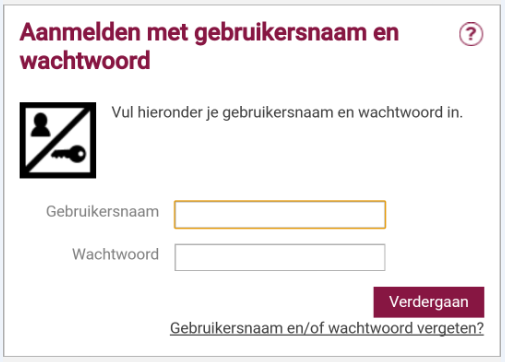 Aanmelden met gebruikersnaam en
wachtwoord
?
Vul hieronder je gebruikersnaam en wachtwoord in.
Gebruikersnaam
Wachtwoord
Verdergaan
Gebruikersnaam en/of wachtwoord vergeten?